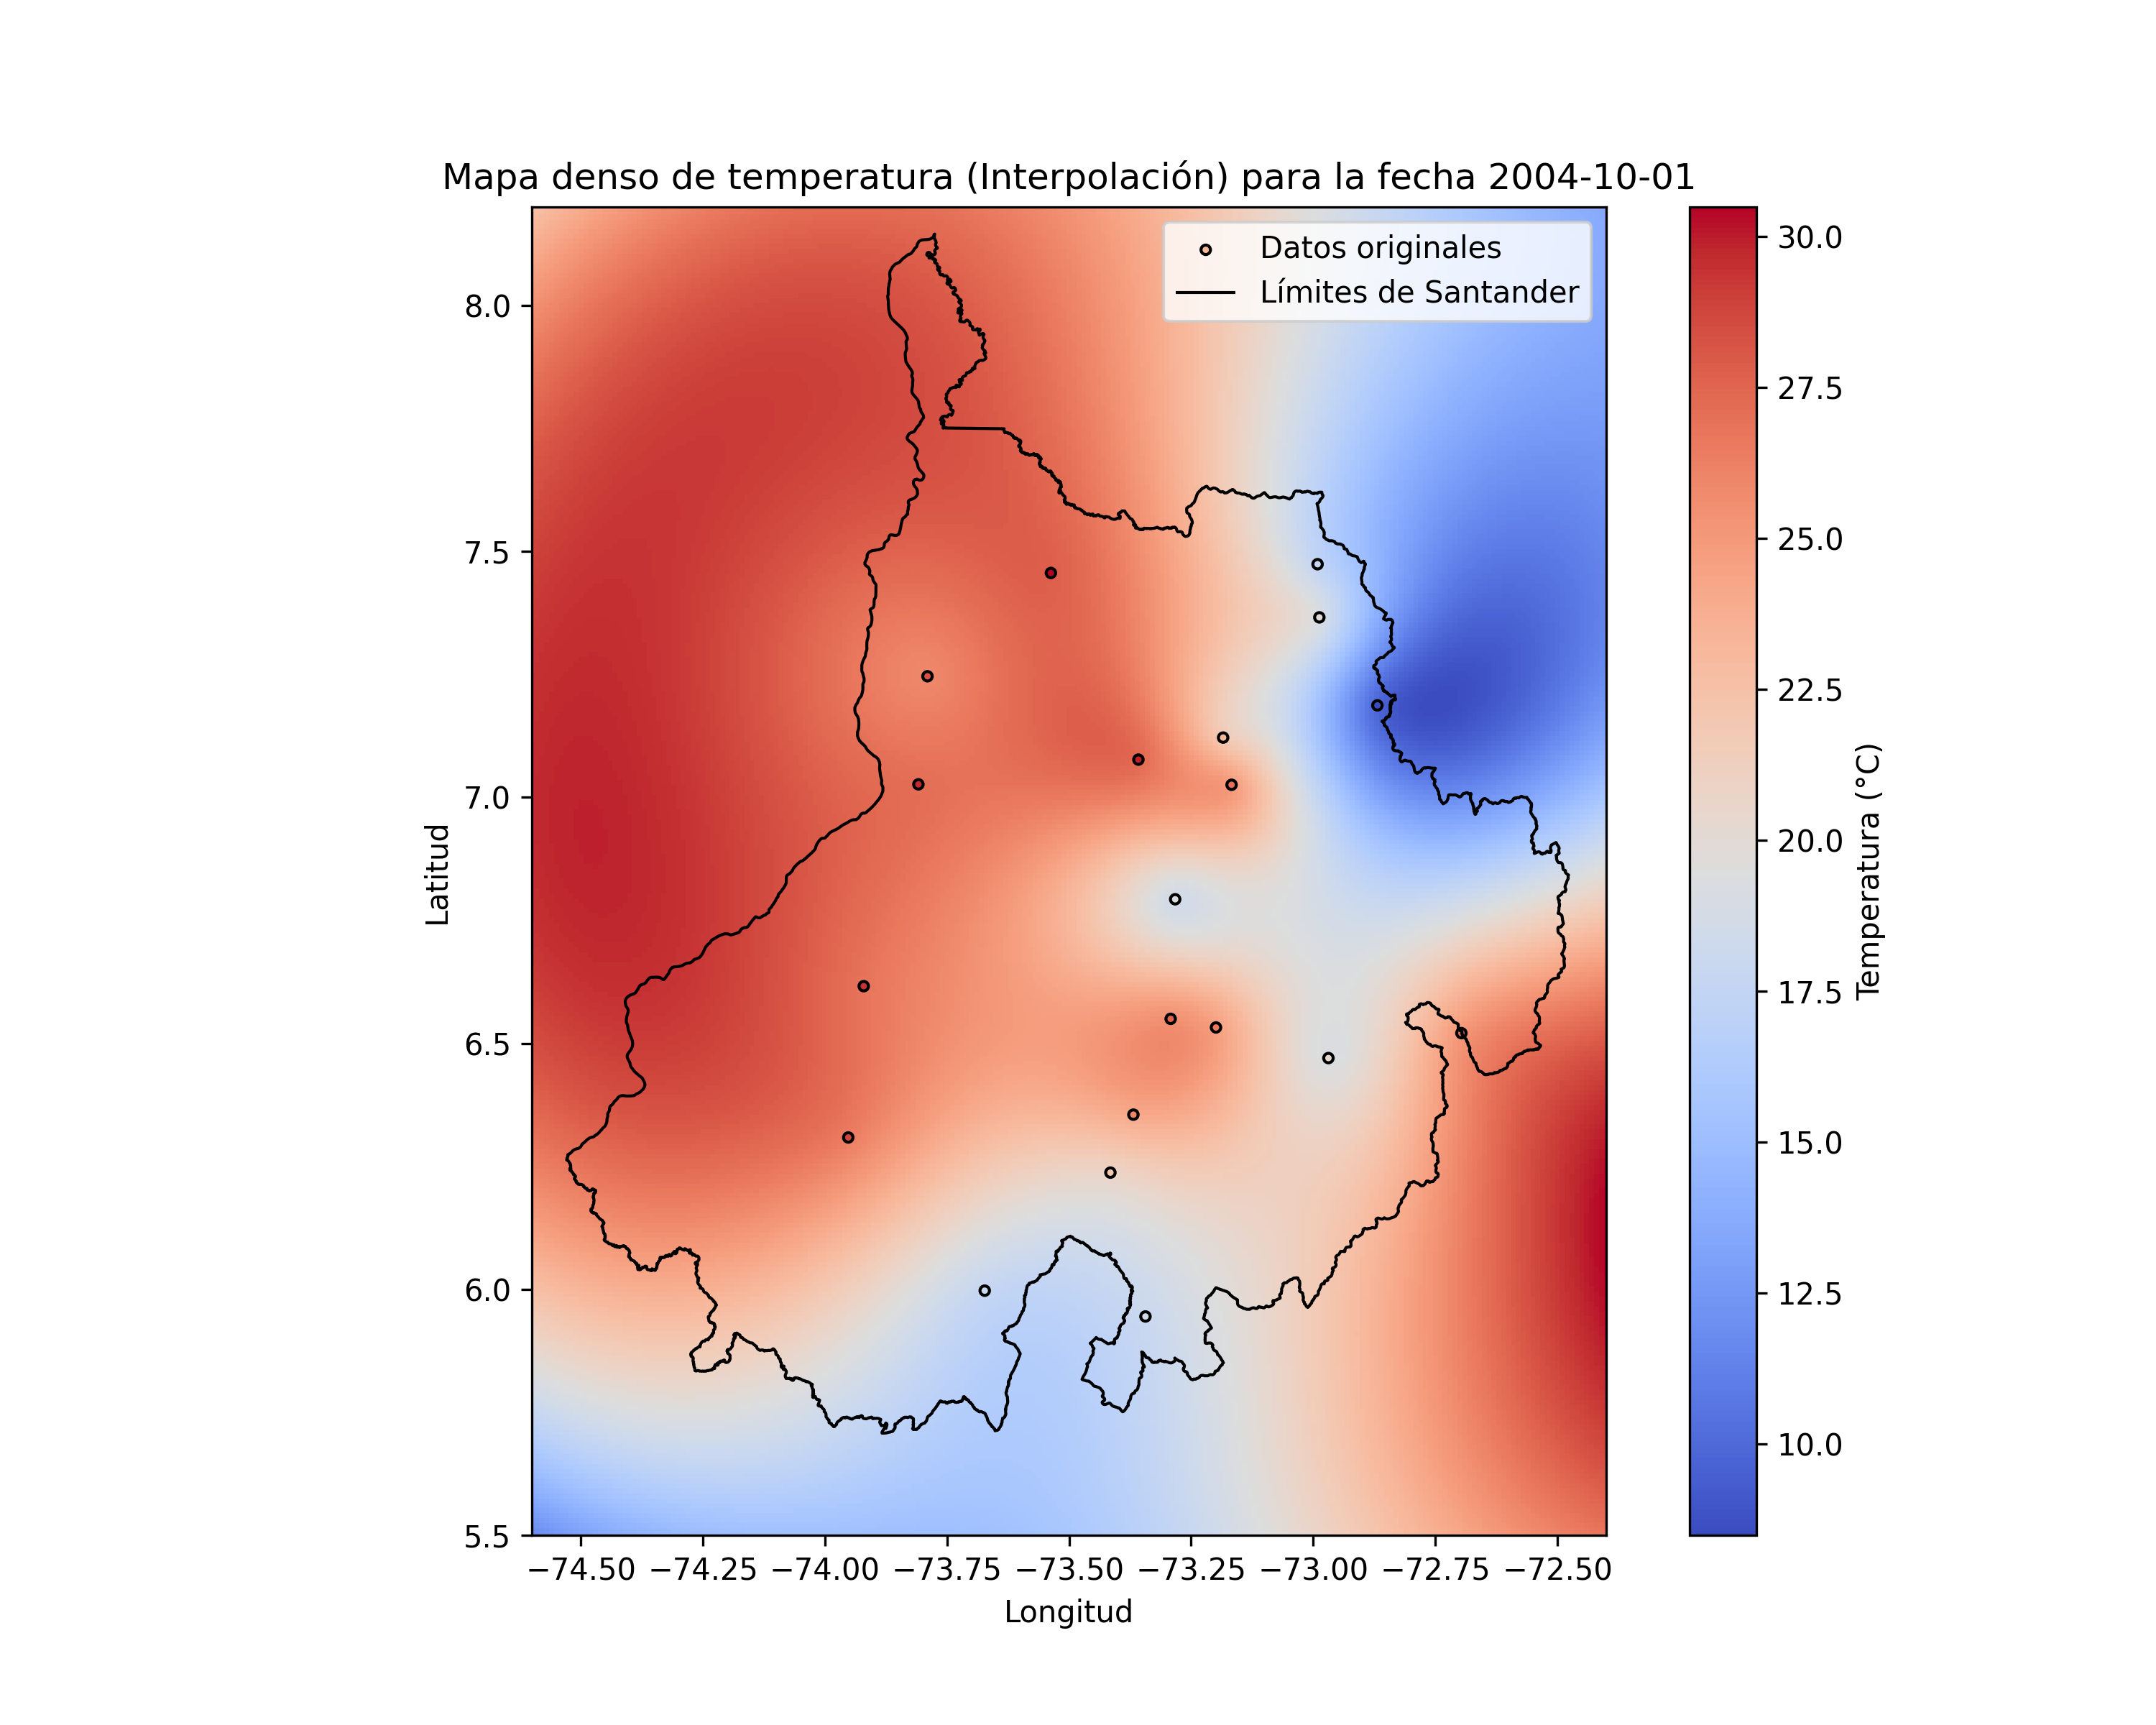 Mapa denso de temperatura (Interpolación) para la fecha 2004-10-01
Datos originales
Límites de Santander
8.0
7.5
7.0
6.5
6.0
5.5
Latitud
−74.50 −74.25 −74.00 −73.75 −73.50 −73.25 −73.00 −72.75 −72.50
Longitud
30.0
27.5
25.0
22.5
20.0
17.5
15.0
12.5
10.0
Temperatura (°C)